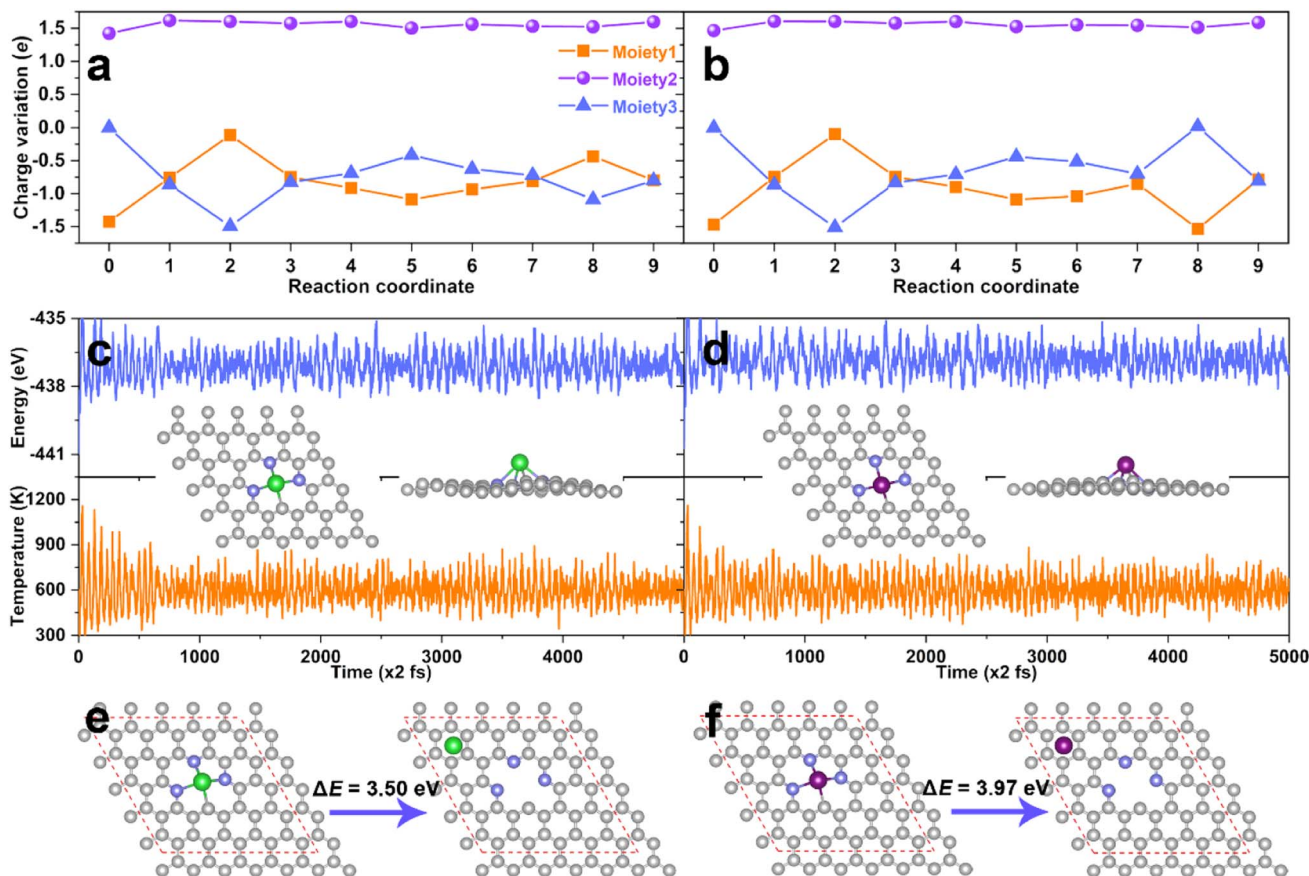 a
b
Charge variation (e)
1.5
1.0
0.5
0.0
-0.5
-1.0
-1.5
Moiety1
Moiety2
Moiety3
0 1 2 3 4 5 6 7 8 9
0 1 2 3 4 5 6 7 8 9
Reaction coordinate
Reaction coordinate
c
d
Energy (eV)
-435
-438
-441
Temperature (K)
1200
900
600
300
0 1000 2000 3000 4000
0 1000 2000 3000 4000 5000
Time (x2 fs)
Time (x2 fs)
e
ΔE = 3.50 eV
f
ΔE = 3.97 eV